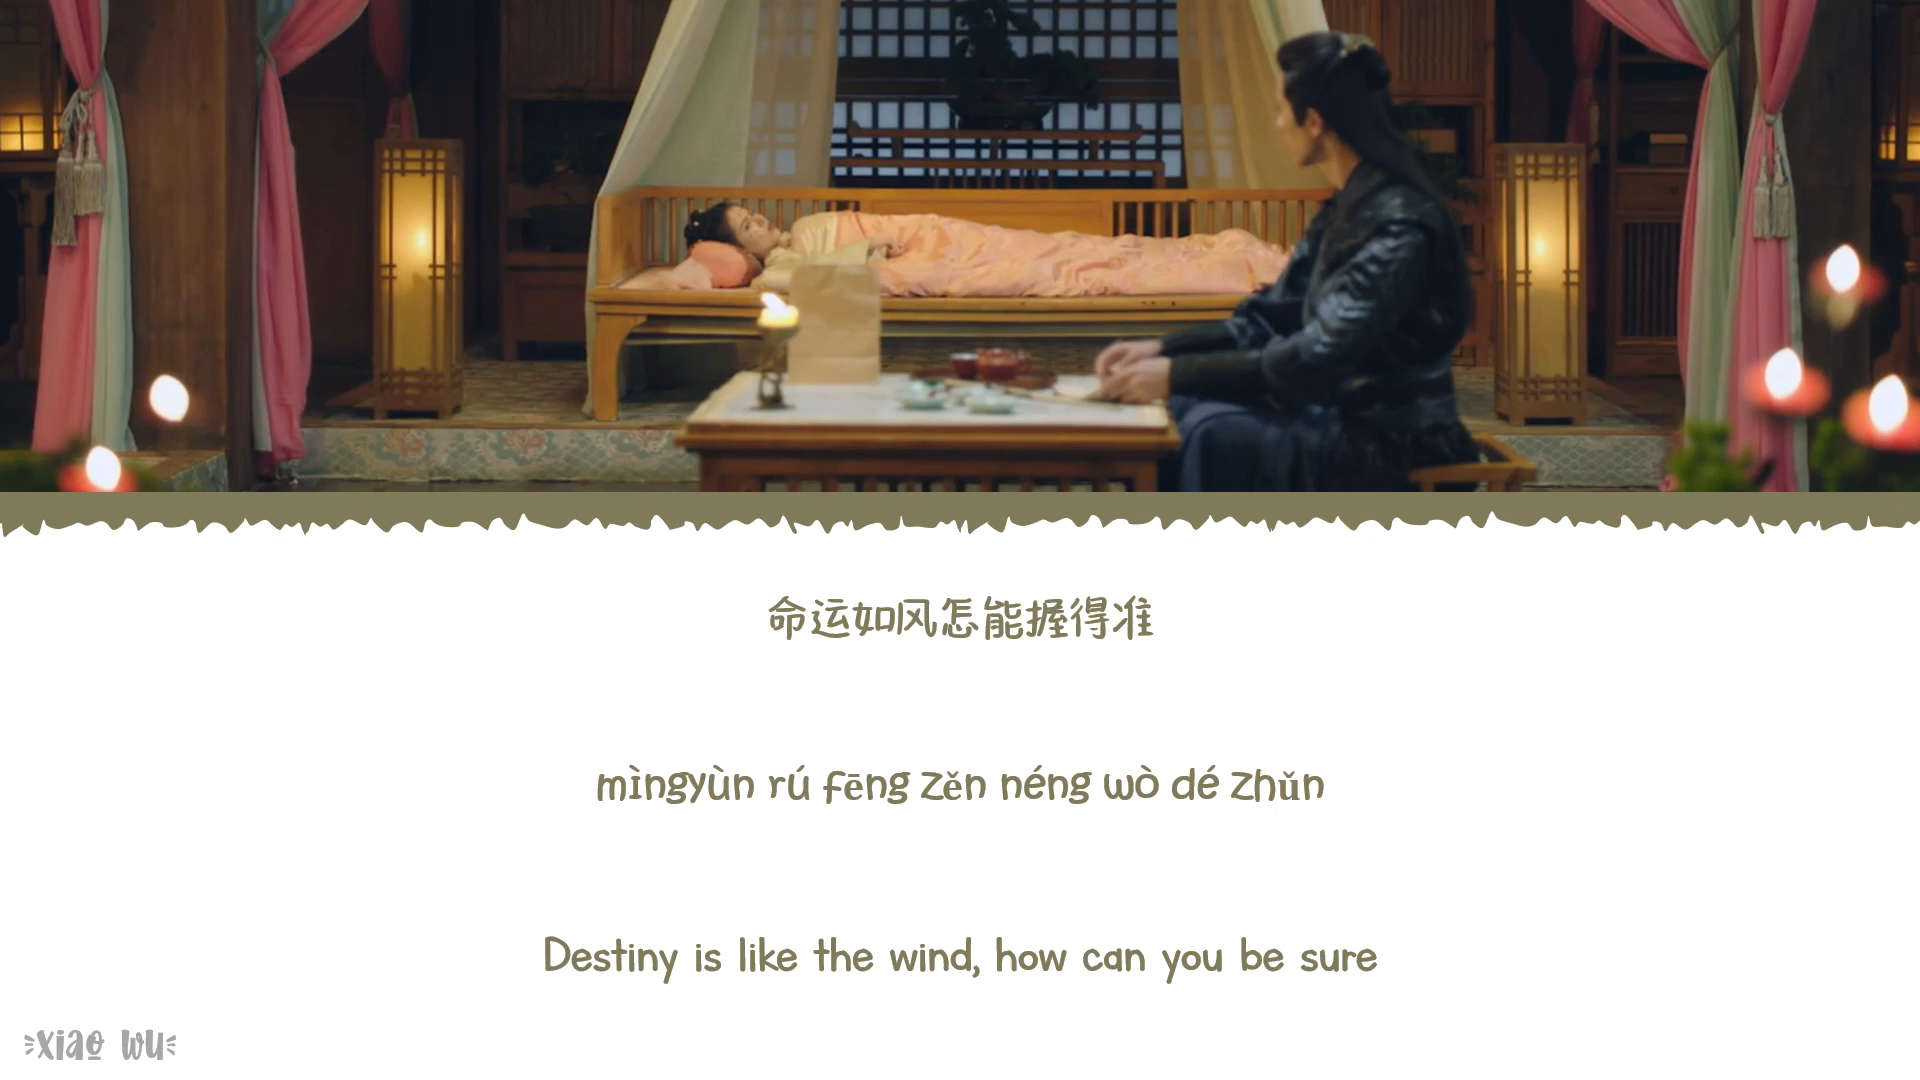 命运如风怎能握得准
mìngyùn rú fēng zěn néng wò dé zhǔn
Destiny is like the wind, how can you be sure
xiao wu